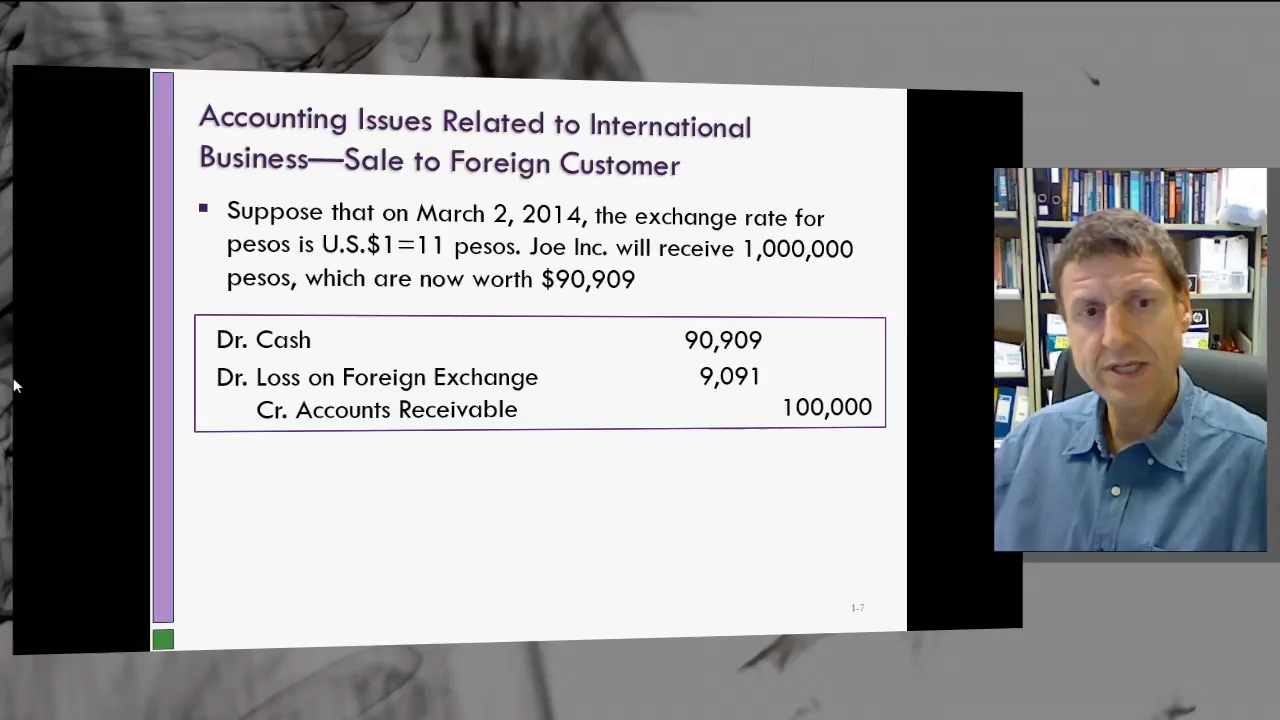 Accounting Issues Related to International
Business—Sale to Foreign Customer
▪ Suppose that on March 2, 2014, the exchange rate for
pesos is U.S.$1=11 pesos. Joe Inc. will receive 1,000,000
pesos, which are now worth $90,909
Dr. Cash 90,909
Dr. Loss on Foreign Exchange 9,091
Cr. Accounts Receivable 100,000
1-7